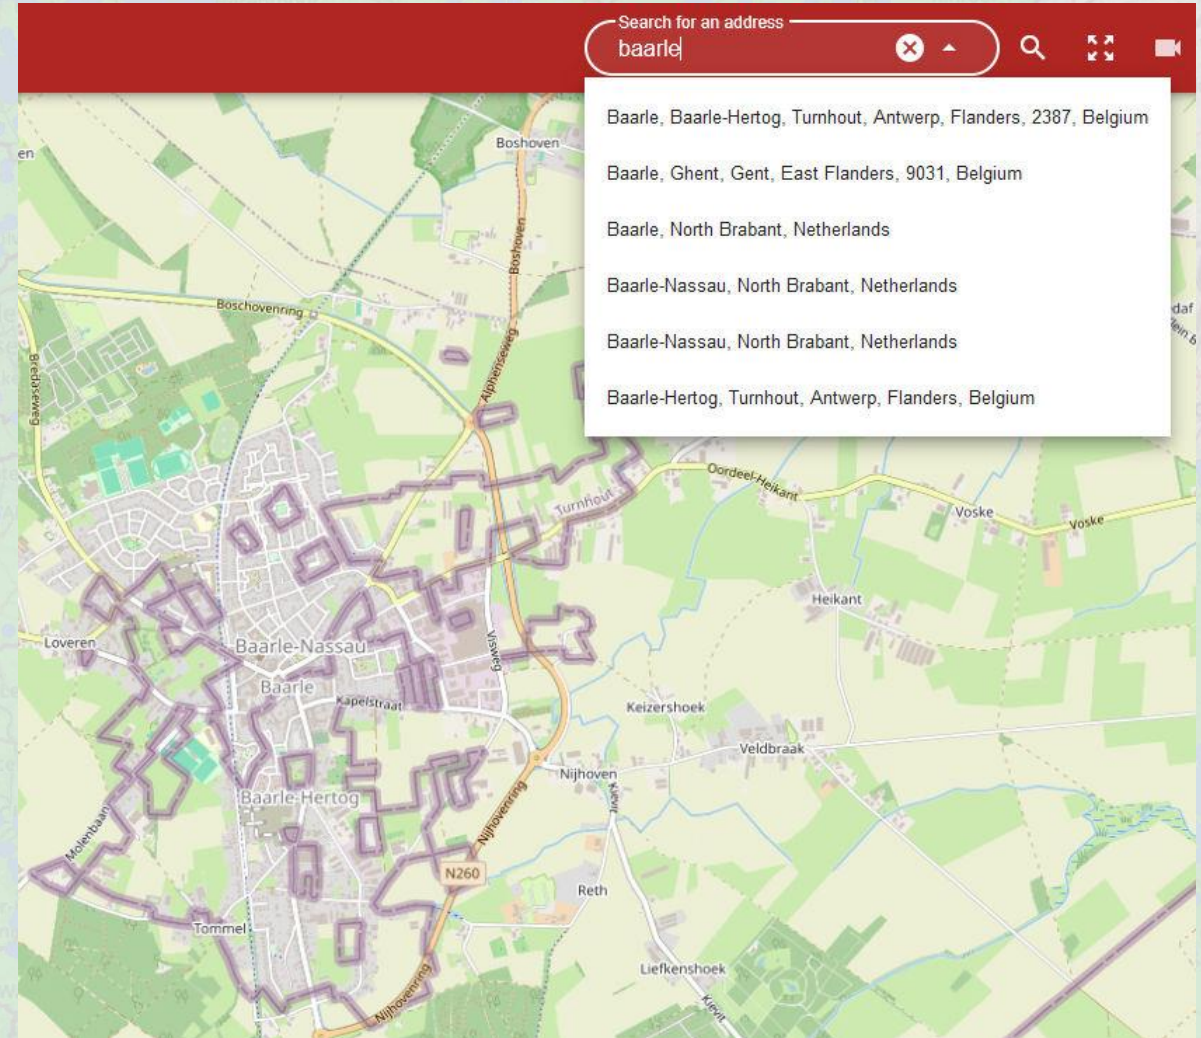 Search for an address
baarle
Baarle, Baarle-Hertog, Turnhout, Antwerp, Flanders, 2387, Belgium
Baarle, Ghent, Gent, East Flanders, 9031, Belgium
Baarle, North Brabant, Netherlands
Baarle-Nassau, North Brabant, Netherlands
Baarle-Nassau, North Brabant, Netherlands
Baarle-Hertog, Turnhout, Antwerp, Flanders, Belgium
Boshoven
en
Boshoven
Boschovenring
daf
Alphenseweg
Bredaseweg
Oordeel-Heikant
Turnhout
Voske
Voske
Heikant
Loveren
Baarle-Nassau
Visweg
Baarle
Kapelstraat
Keizershoek
Veldbraak
Nijhoven
Kievit
Baarle-Hertog
Nijhovenring
Molenbaan
N260
Reth
Tommel
Liefkenshoek
Nijhovenring
Kievit